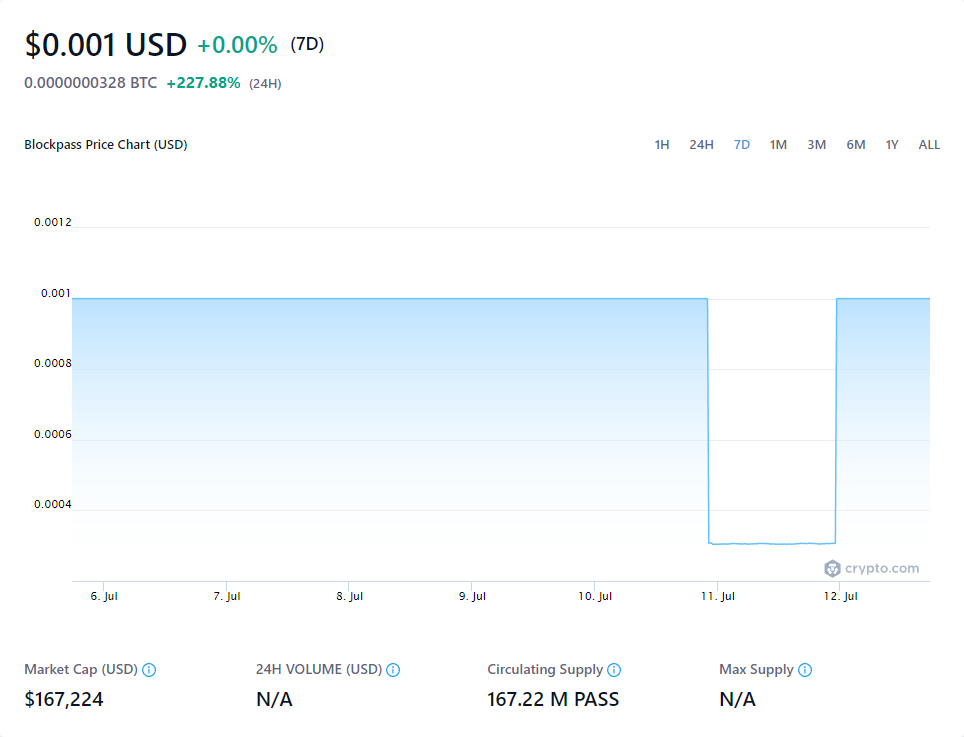 $0.001 USD +0.00% (7D)
0.0000000328 BTC +227.88% (24H)
Blockpass Price Chart (USD) 1H 24H 7D 1M 3M 6M 1Y ALL
0.0012
0.001
0.0008
0.0006
0.0004
crypto.com
6. Jul 7. Jul 8. Jul 9. Jul 10. Jul 11. Jul 12. Jul
Market Cap (USD) 24H VOLUME (USD) Circulating Supply Max Supply
$167,224 N/A 167.22 M PASS N/A